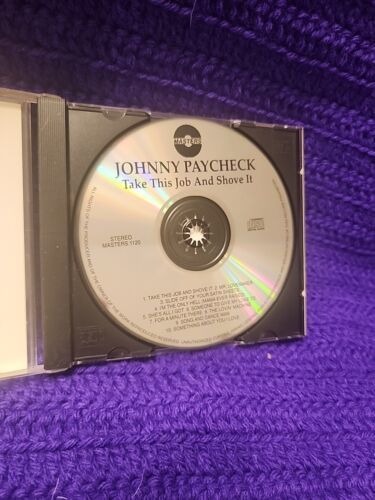 MASTERS
JOHNNY PAYCHECK
Take This Job And Shove It
STEREO
MASTERS 1120
1. TAKE THIS JOB AND SHOVE IT 2. MR. LOVEMAKER
3. SLIDE OFF OF YOUR SATIN SHEETS
4. I'M THE ONLY HELL (MAMA EVER RAISED)
5. SHE'S ALL I GOT 6. SOMEONE TO GIVE MY LOVE TO
7. FOR A MINUTE THERE 8. THE LOVIN' MACHINE
9. SONG AND DANCE MAN
10. SOMETHING ABOUT YOU I LOVE